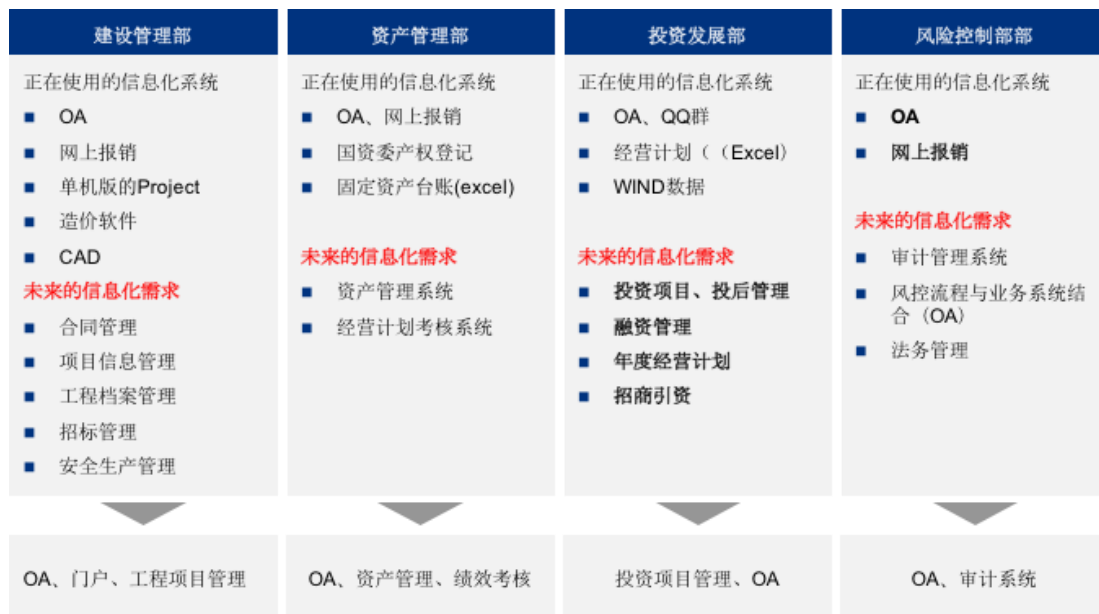 建设管理部
正在使用的信息化系统
OA
网上报销
单机版的Project
造价软件
CAD
未来的信息化需求
合同管理
项目信息管理
工程档案管理
招标管理
安全生产管理
OA、门户、工程项目管理
资产管理部
正在使用的信息化系统
OA、网上报销
国资委产权登记
固定资产台账(excel)
未来的信息化需求
资产管理系统
经营计划考核系统
OA、资产管理、绩效考核
投资发展部
正在使用的信息化系统
OA、QQ群
经营计划（（Excel）
WIND数据
未来的信息化需求
投资项目、投后管理
融资管理
年度经营计划
招商引资
投资项目管理、OA
风险控制部部
正在使用的信息化系统
OA
网上报销
未来的信息化需求
审计管理系统
风控流程与业务系统结
合（OA）
法务管理
OA、审计系统